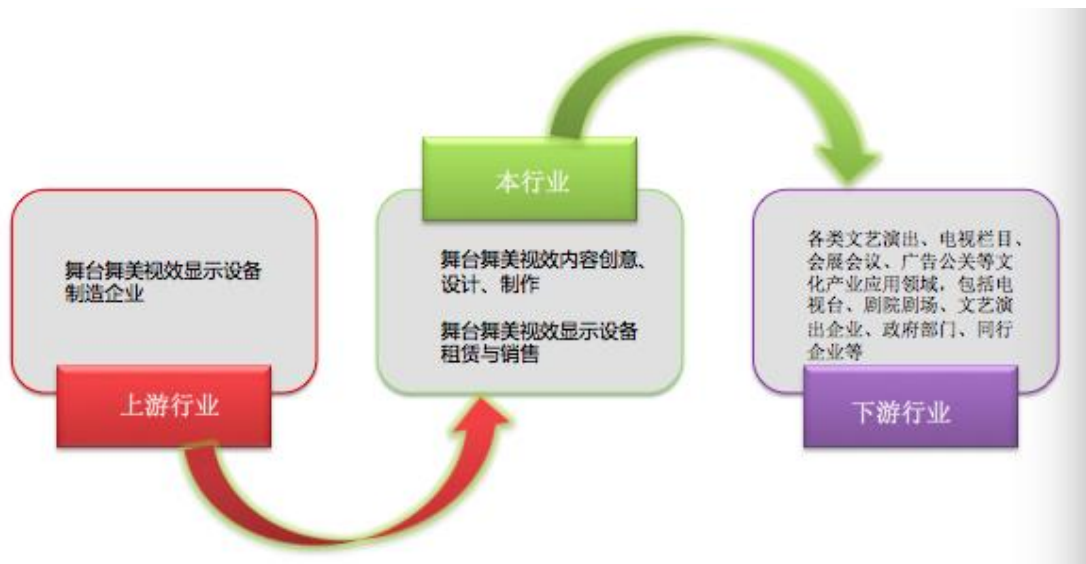 舞台舞美视效显示设备
制造企业
上游行业
本行业
舞台舞美视效内容创意、
设计、制作
舞台舞美视效显示设备
租赁与销售
各类文艺演出、电视栏目、
会展会议、广告公关等文
化产业应用领域，包括电
视台、剧院剧场、文艺演
出企业、政府部门、同行
企业等
下游行业